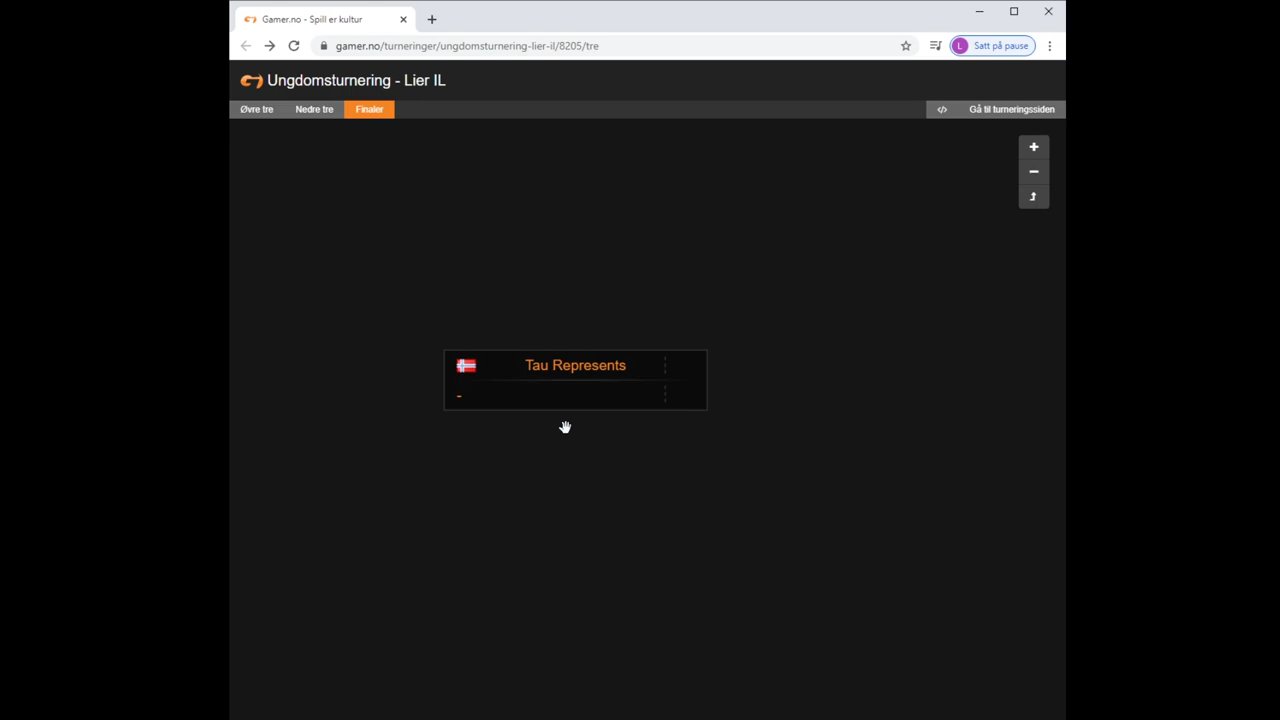 Gamer.no - Spill er kultur
gamer.no/turneringer/ungdomsturnering-lier-il/8205/tre
L
Satt på pause
Ungdomsturnering - Lier IL
Øvre tre
Nedre tre
Finaler
</>
Gå til turneringssiden
Tau Represents
-